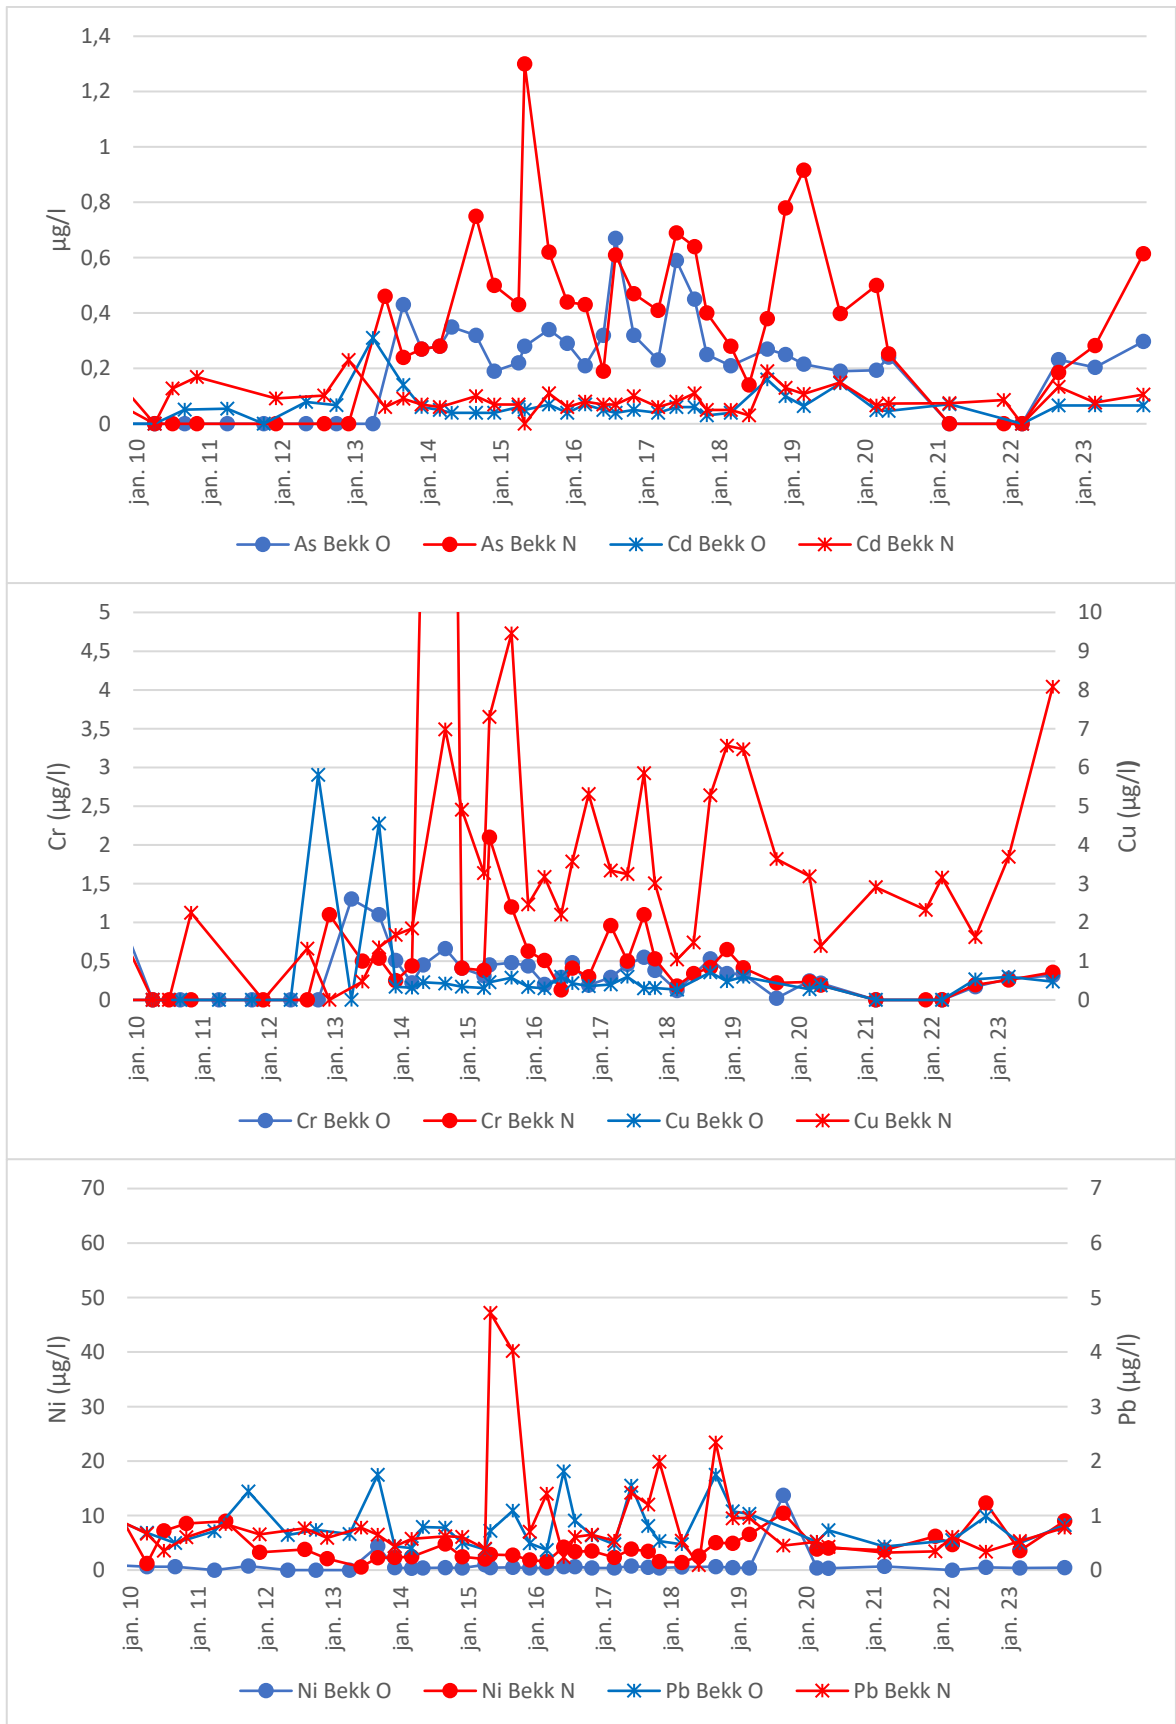 1,4
1,2
1
0,8
0,6
0,4
0,2
0
µg/l
jan. 10
jan. 11
jan. 12
jan. 13
jan. 14
jan. 15
jan. 16
jan. 17
jan. 18
jan. 19
jan. 20
jan. 21
jan. 22
jan. 23
As Bekk O As Bekk N Cd Bekk O Cd Bekk N
5
4,5
4
3,5
3
2,5
2
1,5
1
0,5
0
Cr (µg/l)
10
9
8
7
6
5
4
3
2
1
0
Cu (µg/l)
jan. 10
jan. 11
jan. 12
jan. 13
jan. 14
jan. 15
jan. 16
jan. 17
jan. 18
jan. 19
jan. 20
jan. 21
jan. 22
jan. 23
Cr Bekk O Cr Bekk N Cu Bekk O Cu Bekk N
70
60
50
40
30
20
10
0
Ni (µg/l)
7
6
5
4
3
2
1
0
Pb (µg/l)
jan. 10
jan. 11
jan. 12
jan. 13
jan. 14
jan. 15
jan. 16
jan. 17
jan. 18
jan. 19
jan. 20
jan. 21
jan. 22
jan. 23
Ni Bekk O Ni Bekk N Pb Bekk O Pb Bekk N